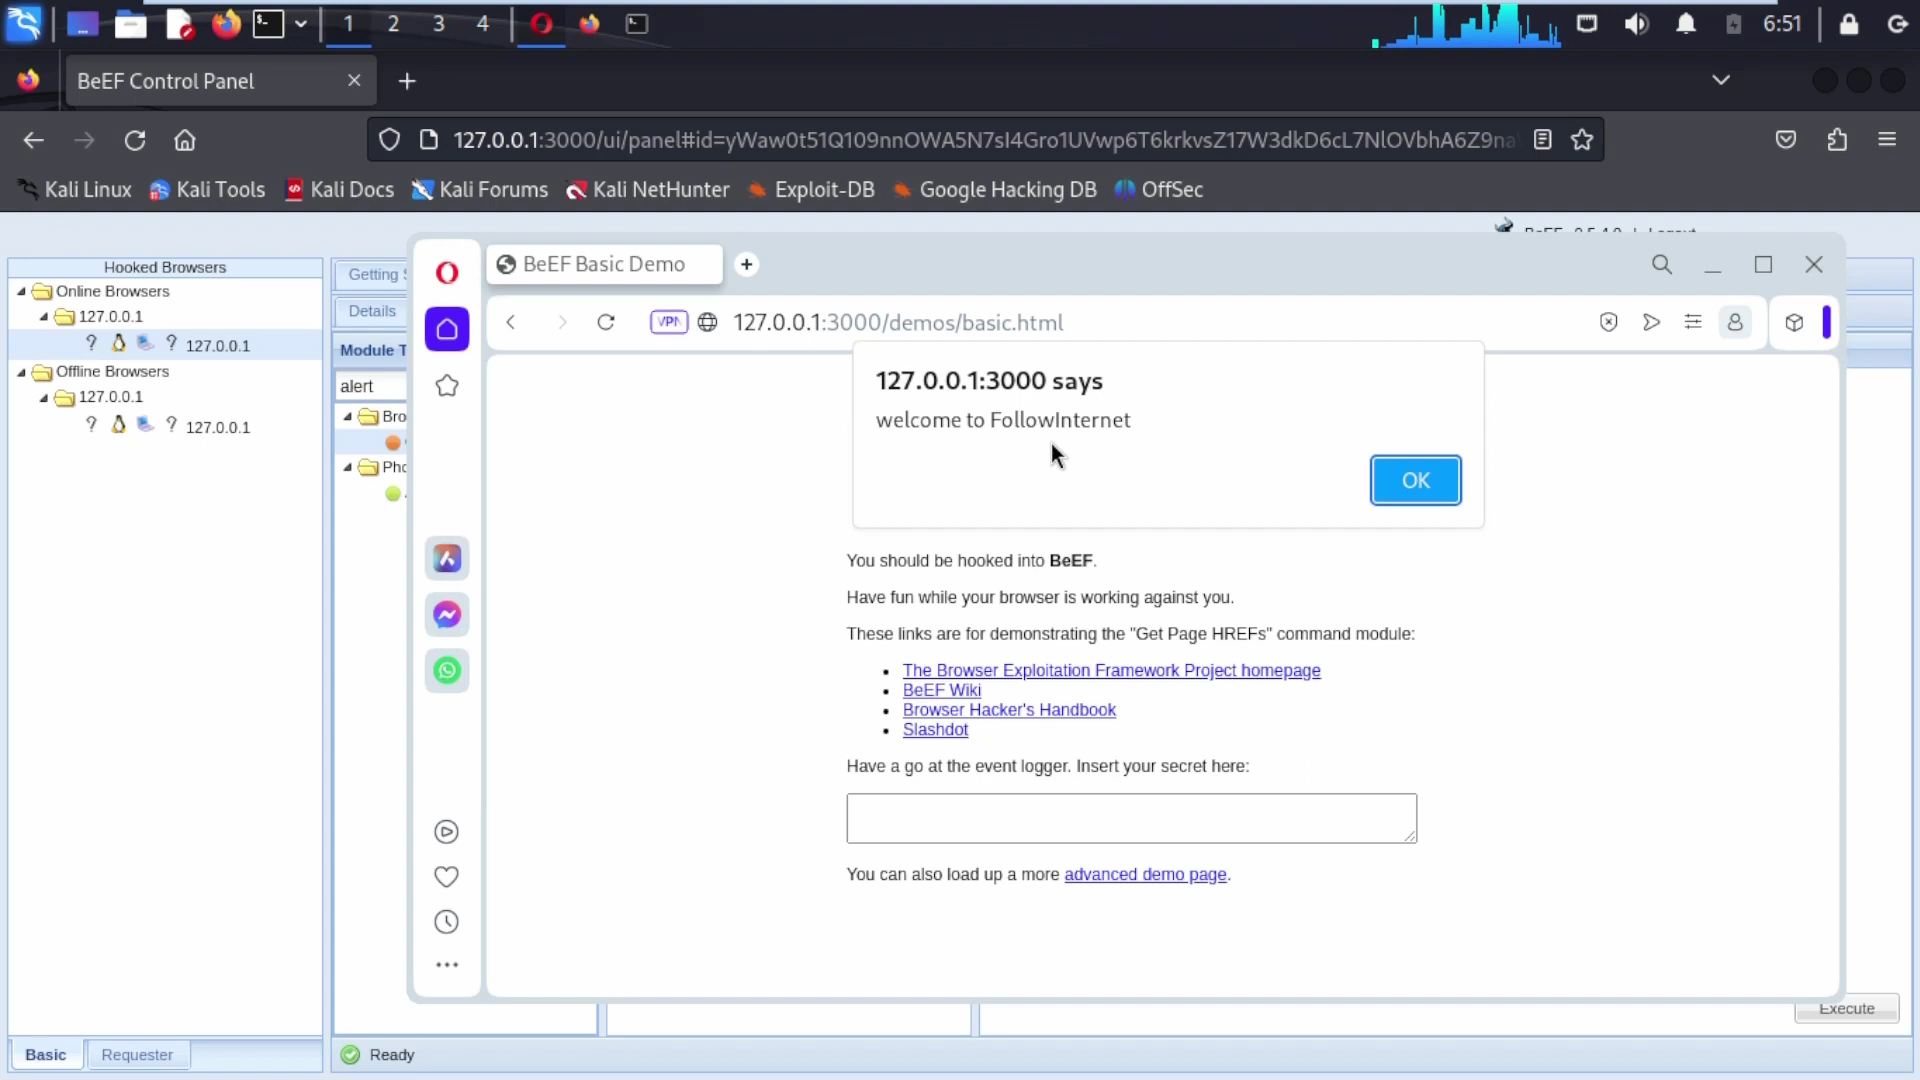 1 2 3 4 6:51
BeEF Control Panel
127.0.0.1:3000/ui/panel#id=yWaw0t51Q109nnOWA5N7sI4Gro1UVwp6T6krkvsZ17W3dkD6cL7NlOVbhA6Z9na
Kali Linux Kali Tools Kali Docs Kali Forums Kali NetHunter Exploit-DB Google Hacking DB OffSec
Hooked Browsers
Online Browsers
127.0.0.1
? ? 127.0.0.1
Offline Browsers
127.0.0.1
? ? 127.0.0.1
Getting
Details
Module T
alert
Bro
Pho
BeEF Basic Demo
VPN 127.0.0.1:3000/demos/basic.html
127.0.0.1:3000 says
welcome to FollowInternet
OK
You should be hooked into BeEF.
Have fun while your browser is working against you.
These links are for demonstrating the "Get Page HREFs" command module:
The Browser Exploitation Framework Project homepage
BeEF Wiki
Browser Hacker's Handbook
Slashdot
Have a go at the event logger. Insert your secret here:
You can also load up a more advanced demo page.
Execute
Basic Requester Ready